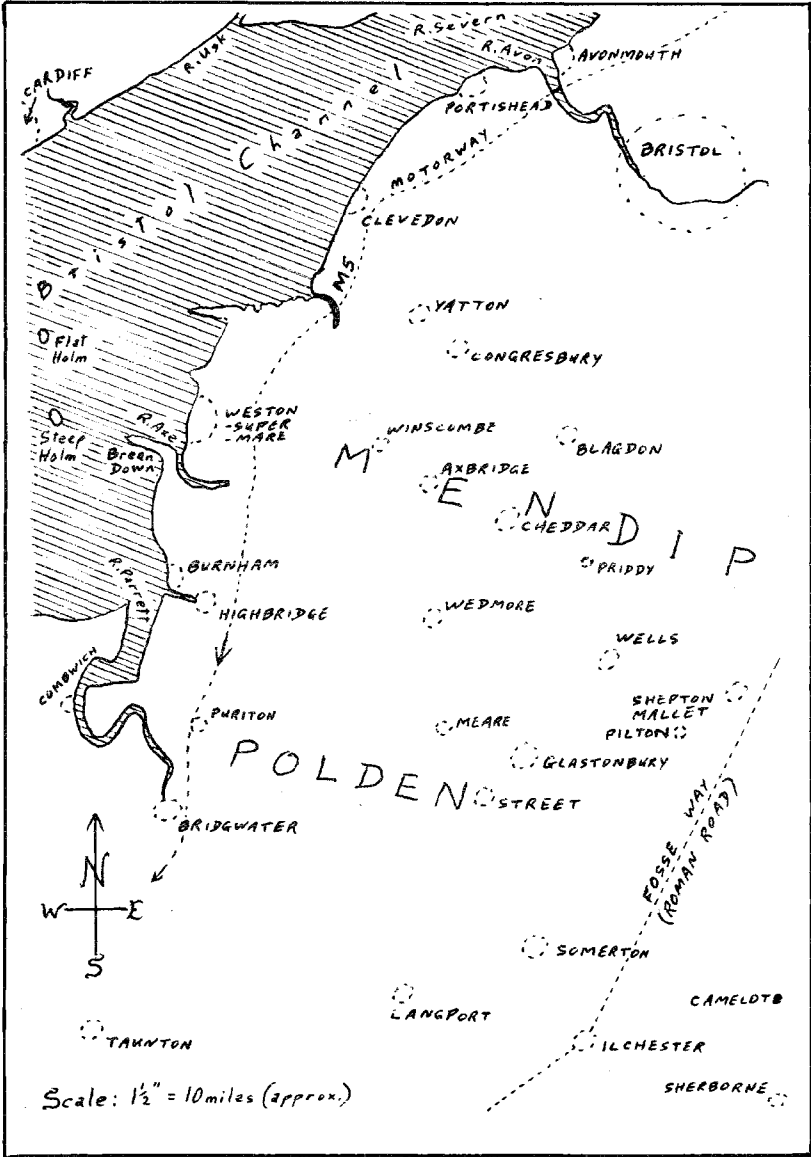 R. Severn
R. Usk
R. Avon
AVONMOUTH
CARDIFF
PORTISHEAD
Bristol Channel
MOTORWAY
BRISTOL
CLEVEDON
M5
YATTON
CONGRESBURY
Flat
Holm
WESTON
-SUPER
-MARE
R. Axe
Steep
Holm
Brean
Down
WINSCOMBE
BLAGDON
MENDIP
AXBRIDGE
CHEDDAR
PRIDDY
BURNHAM
R. Parrett
HIGHBRIDGE
WEDMORE
WELLS
COMBWICH
SHEPTON
MALLET
PURITON
MEARE
PILTON
POLDEN
GLASTONBURY
STREET
BRIDGWATER
FOSSE WAY
(ROMAN ROAD)
N
W E
S
SOMERTON
LANGPORT
CAMELOT
TAUNTON
ILCHESTER
SHERBORNE
Scale: 1½" = 10 miles (approx.)